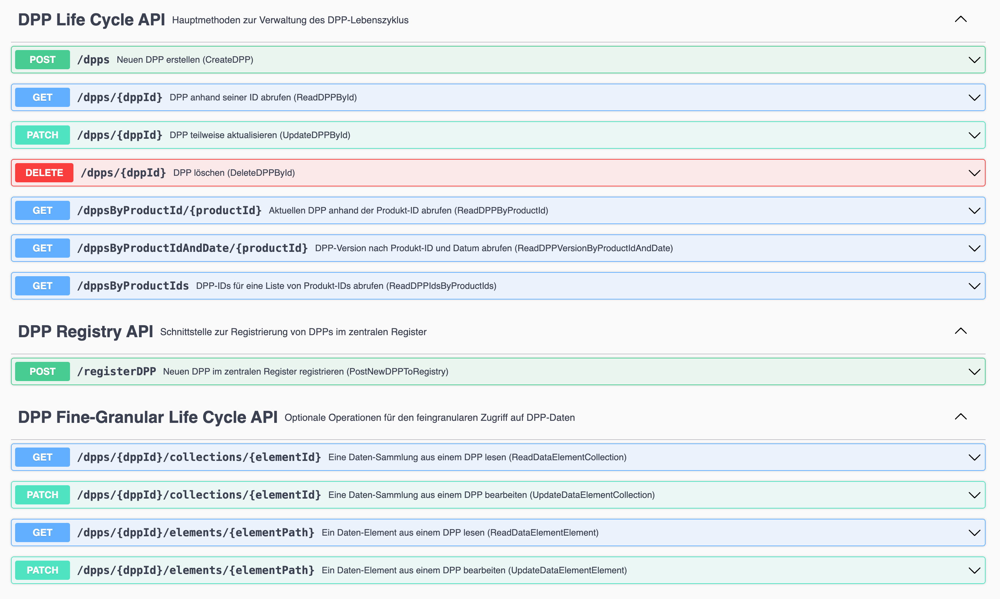 DPP Life Cycle API Hauptmethoden zur Verwaltung des DPP-Lebenszyklus
POST /dpps Neuen DPP erstellen (CreateDPP)
GET /dpps/{dppId} DPP anhand seiner ID abrufen (ReadDPPById)
PATCH /dpps/{dppId} DPP teilweise aktualisieren (UpdateDPPById)
DELETE /dpps/{dppId} DPP löschen (DeleteDPPById)
GET /dppsByProductId/{productId} Aktuellen DPP anhand der Produkt-ID abrufen (ReadDPPByProductId)
GET /dppsByProductIdAndDate/{productId} DPP-Version nach Produkt-ID und Datum abrufen (ReadDPPVersionByProductIdAndDate)
GET /dppsByProductIds DPP-IDs für eine Liste von Produkt-IDs abrufen (ReadDPPIdsByProductIds)
DPP Registry API Schnittstelle zur Registrierung von DPPs im zentralen Register
POST /registerDPP Neuen DPP im zentralen Register registrieren (PostNewDPPToRegistry)
DPP Fine-Granular Life Cycle API Optionale Operationen für den feingranularen Zugriff auf DPP-Daten
GET /dpps/{dppId}/collections/{elementId} Eine Daten-Sammlung aus einem DPP lesen (ReadDataElementCollection)
PATCH /dpps/{dppId}/collections/{elementId} Eine Daten-Sammlung aus einem DPP bearbeiten (UpdateDataElementCollection)
GET /dpps/{dppId}/elements/{elementPath} Ein Daten-Element aus einem DPP lesen (ReadDataElementElement)
PATCH /dpps/{dppId}/elements/{elementPath} Ein Daten-Element aus einem DPP bearbeiten (UpdateDataElementElement)